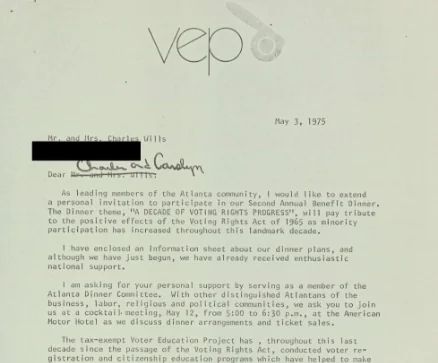 vep
May 3, 1975
Mr. and Mrs. Charles Wills
Charles and Carolyn
Dear Mr. and Mrs. Wills:
As leading members of the Atlanta community, I would like to extend
a personal invitation to participate in our Second Annual Benefit Dinner.
The Dinner theme, "A DECADE OF VOTING RIGHTS PROGRESS", will pay tribute
to the positive effects of the Voting Rights Act of 1965 as minority
participation has increased throughout this landmark decade.
I have enclosed an information sheet about our dinner plans, and
although we have just begun, we have already received enthusiastic
national support.
I am asking for your personal support by serving as a member of the
Atlanta Dinner Committee. With other distinguished Atlantans of the
business, labor, religious and political communities, we ask you to join
us at a cocktail meeting, May 12, from 5:00 to 6:30 p.m., at the American
Motor Hotel as we discuss dinner arrangements and ticket sales.
The tax-exempt Voter Education Project has , throughout this last
decade since the passage of the Voting Rights Act, conducted voter re-
gistration and citizenship education programs which have helped to make